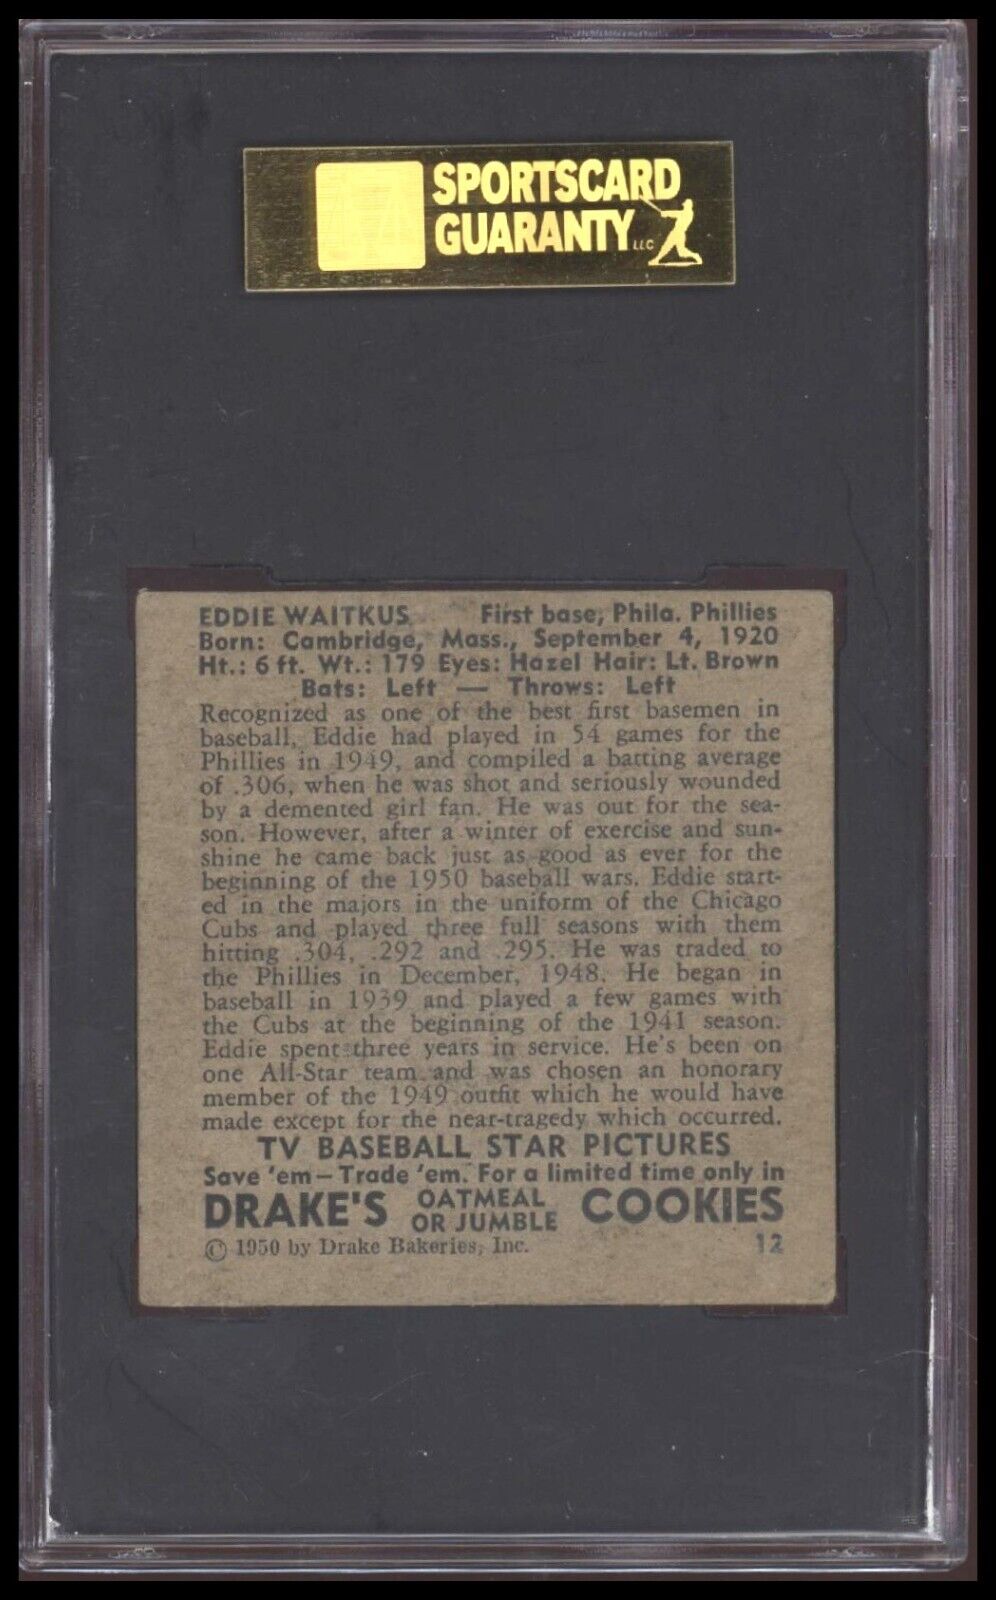 SPORTSCARD
GUARANTY LLC
EDDIE WAITKUS First base, Phila. Phillies
Born: Cambridge, Mass., September 4, 1920
Ht.: 6 ft. Wt.: 179 Eyes: Hazel Hair: Lt. Brown
Bats: Left — Throws: Left
Recognized as one of the best first basemen in
baseball, Eddie had played in 54 games for the
Phillies in 1949, and compiled a batting average
of .306, when he was shot and seriously wounded
by a demented girl fan. He was out for the sea-
son. However, after a winter of exercise and sun-
shine he came back just as good as ever for the
beginning of the 1950 baseball wars. Eddie start-
ed in the majors in the uniform of the Chicago
Cubs and played three full seasons with them
hitting .304, .292 and .295. He was traded to
the Phillies in December, 1948. He began in
baseball in 1939 and played a few games with
the Cubs at the beginning of the 1941 season.
Eddie spent three years in service. He's been on
one All-Star team and was chosen an honorary
member of the 1949 outfit which he would have
made except for the near-tragedy which occurred.
TV BASEBALL STAR PICTURES
Save 'em — Trade 'em. For a limited time only in
DRAKE'S OATMEAL OR JUMBLE COOKIES
© 1950 by Drake Bakeries, Inc. 12